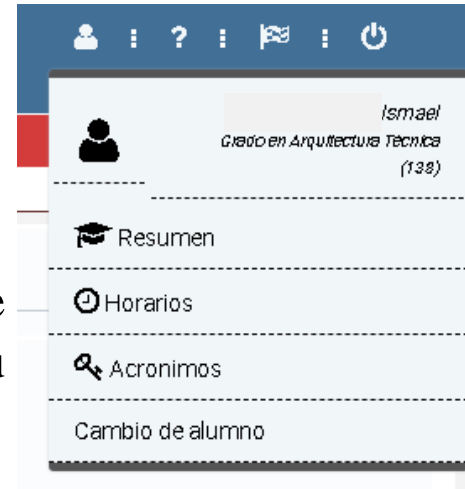 ?
Ismael
Grado en Arquitectura Técnica
(138)
Resumen
e
Horarios
u
Acronimos
Cambio de alumno